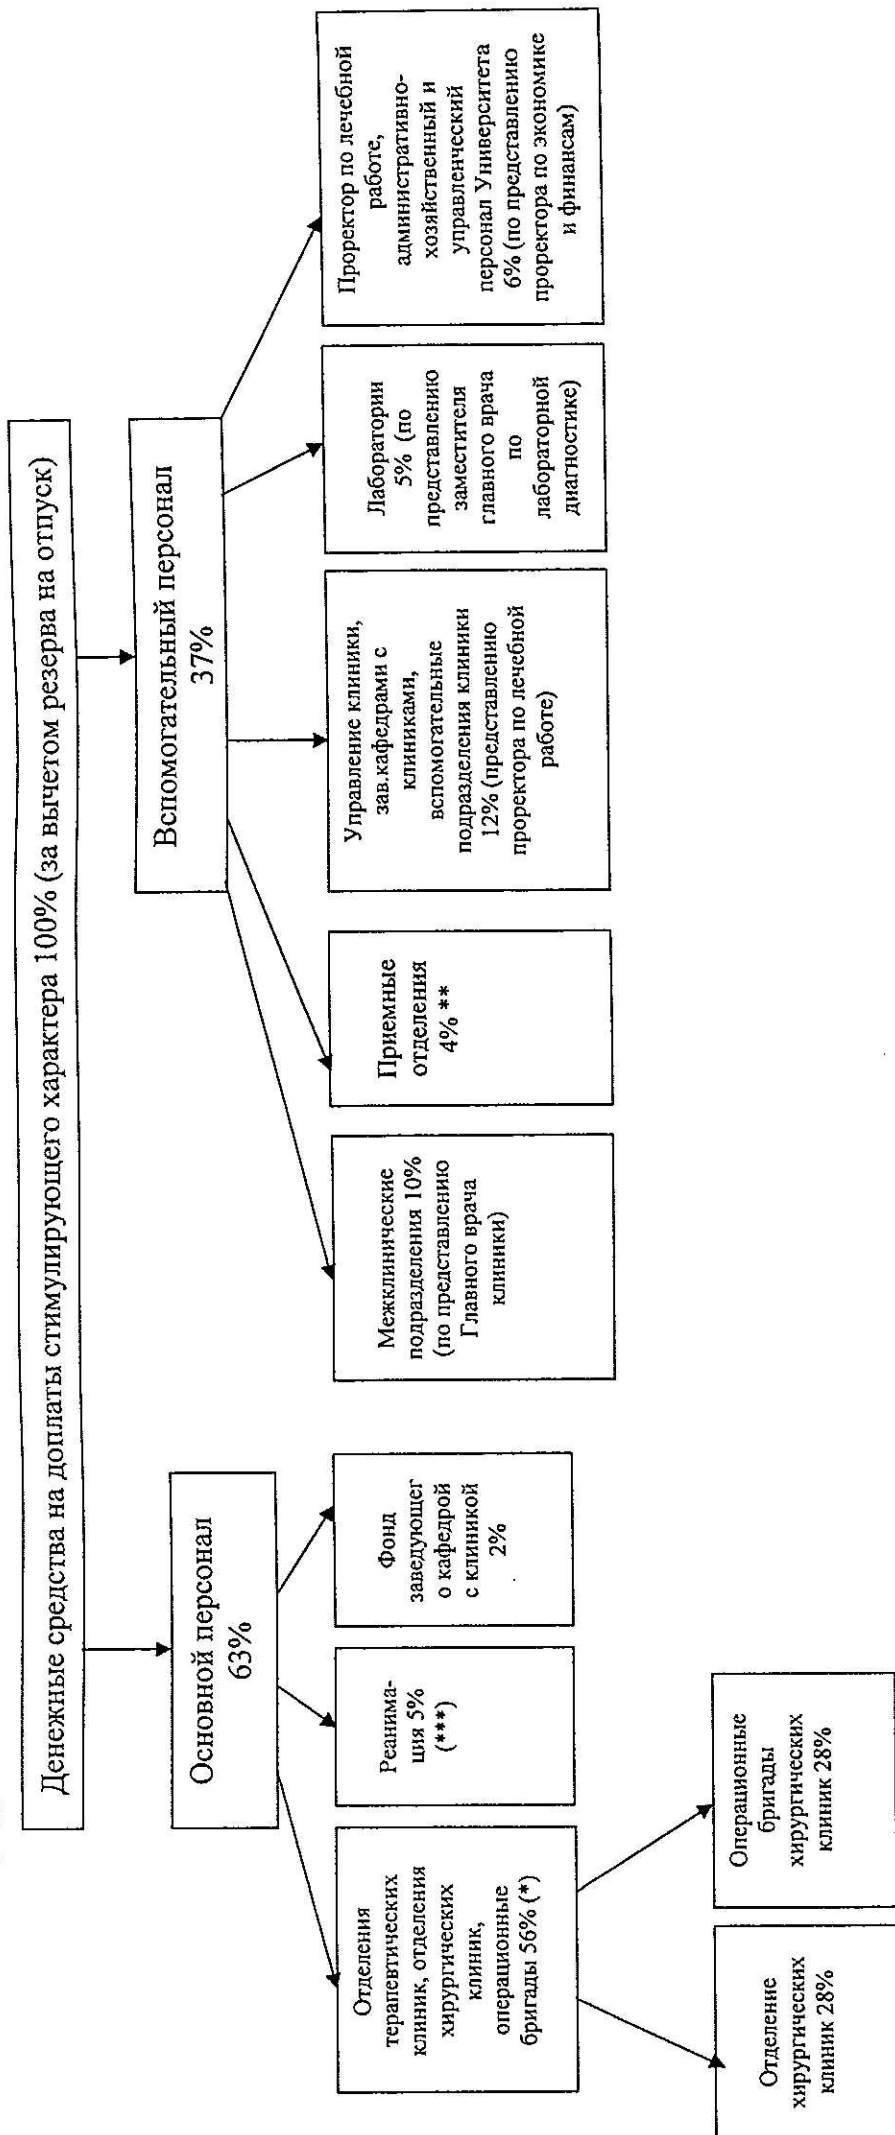 Денежные средства на доплаты стимулирующего характера 100% (за вычетом резерва на отпуск)
Основной персонал
63%
Вспомогательный персонал
37%
Отделения
терапевтических
клиник, отделения
хирургических
клиник,
операционные
бригады 56% (*)
Реанима-
ция 5%
(***)
Фонд
заведующег
о кафедрой
с клиникой
2%
Межклинические
подразделения 10%
(по представлению
Главного врача
клиники)
Приемные
отделения
4% **
Управление клиники,
зав.кафедрами с
клиниками,
вспомогательные
подразделения клиники
12% (представлению
проректора по лечебной
работе)
Лаборатории
5% (по
представлению
заместителя
главного врача
по
лабораторной
диагностике)
Проректор по лечебной
работе,
административно-
хозяйственный и
управленческий
персонал Университета
6% (по представлению
проректора по экономике
и финансам)
Отделение
хирургических
клиник 28%
Операционные
бригады
хирургических
клиник 28%